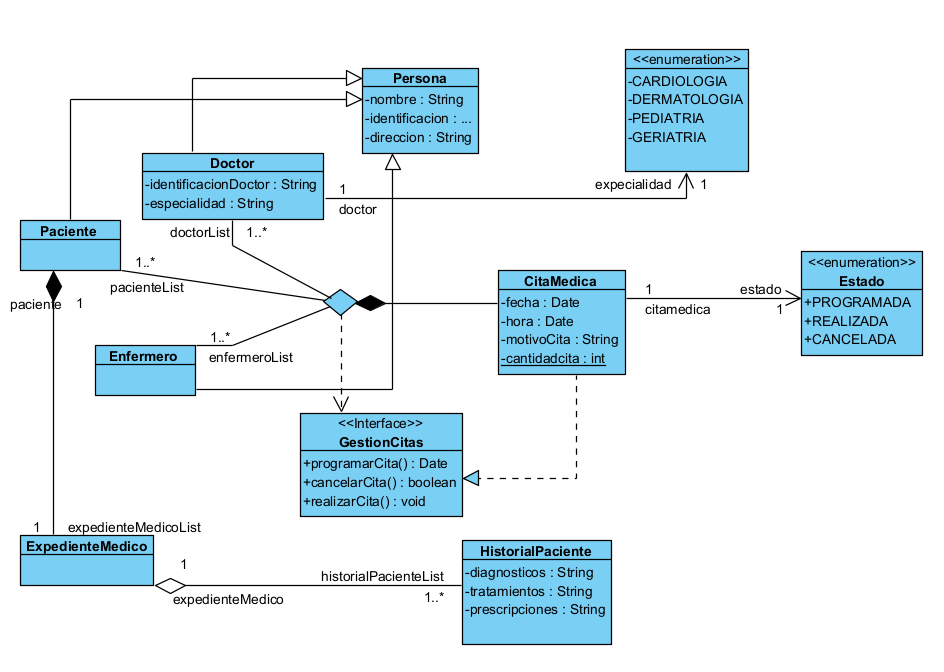 Persona
-nombre : String
-identificacion : ...
-direccion : String
<<enumeration>>
-CARDIOLOGIA
-DERMATOLOGIA
-PEDIATRIA
-GERIATRIA
Doctor
-identificacionDoctor : String
-especialidad : String
1
doctor
expecialidad
1
doctorList
1..*
Paciente
1..*
pacienteList
paciente
1
CitaMedica
-fecha : Date
-hora : Date
-motivoCita : String
-cantidadcita : int
1
citamedica
estado
1
<<enumeration>>
Estado
+PROGRAMADA
+REALIZADA
+CANCELADA
Enfermero
1..*
enfermeroList
<<Interface>>
GestionCitas
+programarCita() : Date
+cancelarCita() : boolean
+realizarCita() : void
1
expedienteMedicoList
ExpedienteMedico
1
expedienteMedico
historialPacienteList
1..*
HistorialPaciente
-diagnosticos : String
-tratamientos : String
-prescripciones : String